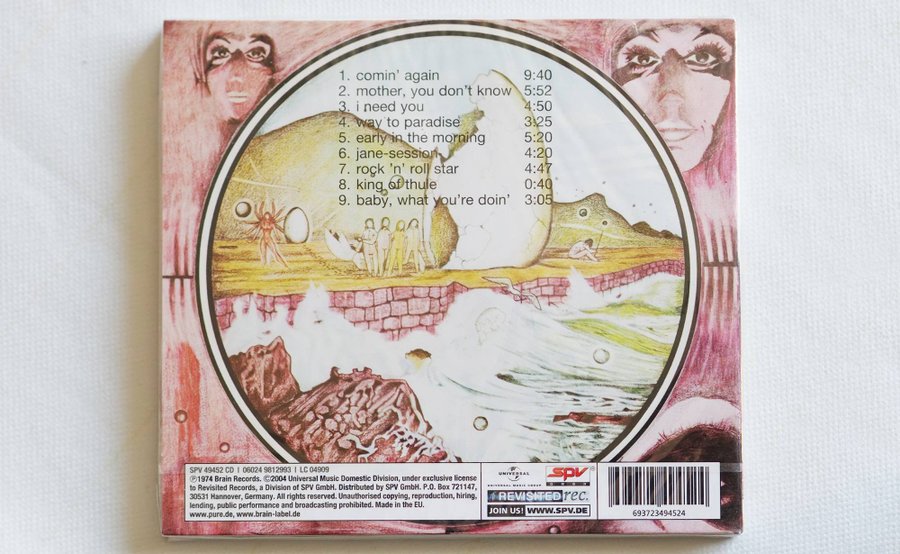 1. comin' again 9:40
2. mother, you don't know 5:52
3. i need you 4:50
4. way to paradise 3:25
5. early in the morning 5:20
6. jane-session 4:20
7. rock 'n' roll star 4:47
8. king of thule 0:40
9. baby, what you're doin' 3:05
SPV 49452 CD | 06024 9812993 | LC 04909
Ⓟ1974 Brain Records. ©2004 Universal Music Domestic Division, under exclusive license
to Revisited Records, a Division of SPV GmbH. Distributed by SPV GmbH. P.O. Box 721147,
30531 Hannover, Germany. All rights reserved. Unauthorised copying, reproduction, hiring,
lending, public performance and broadcasting prohibited. Made in the EU.
www.pure.de, www.brain-label.de
UNIVERSAL
UNIVERSAL MUSIC GROUP
SPV
REVISITED rec.
JOIN US! WWW.SPV.DE
693723494524